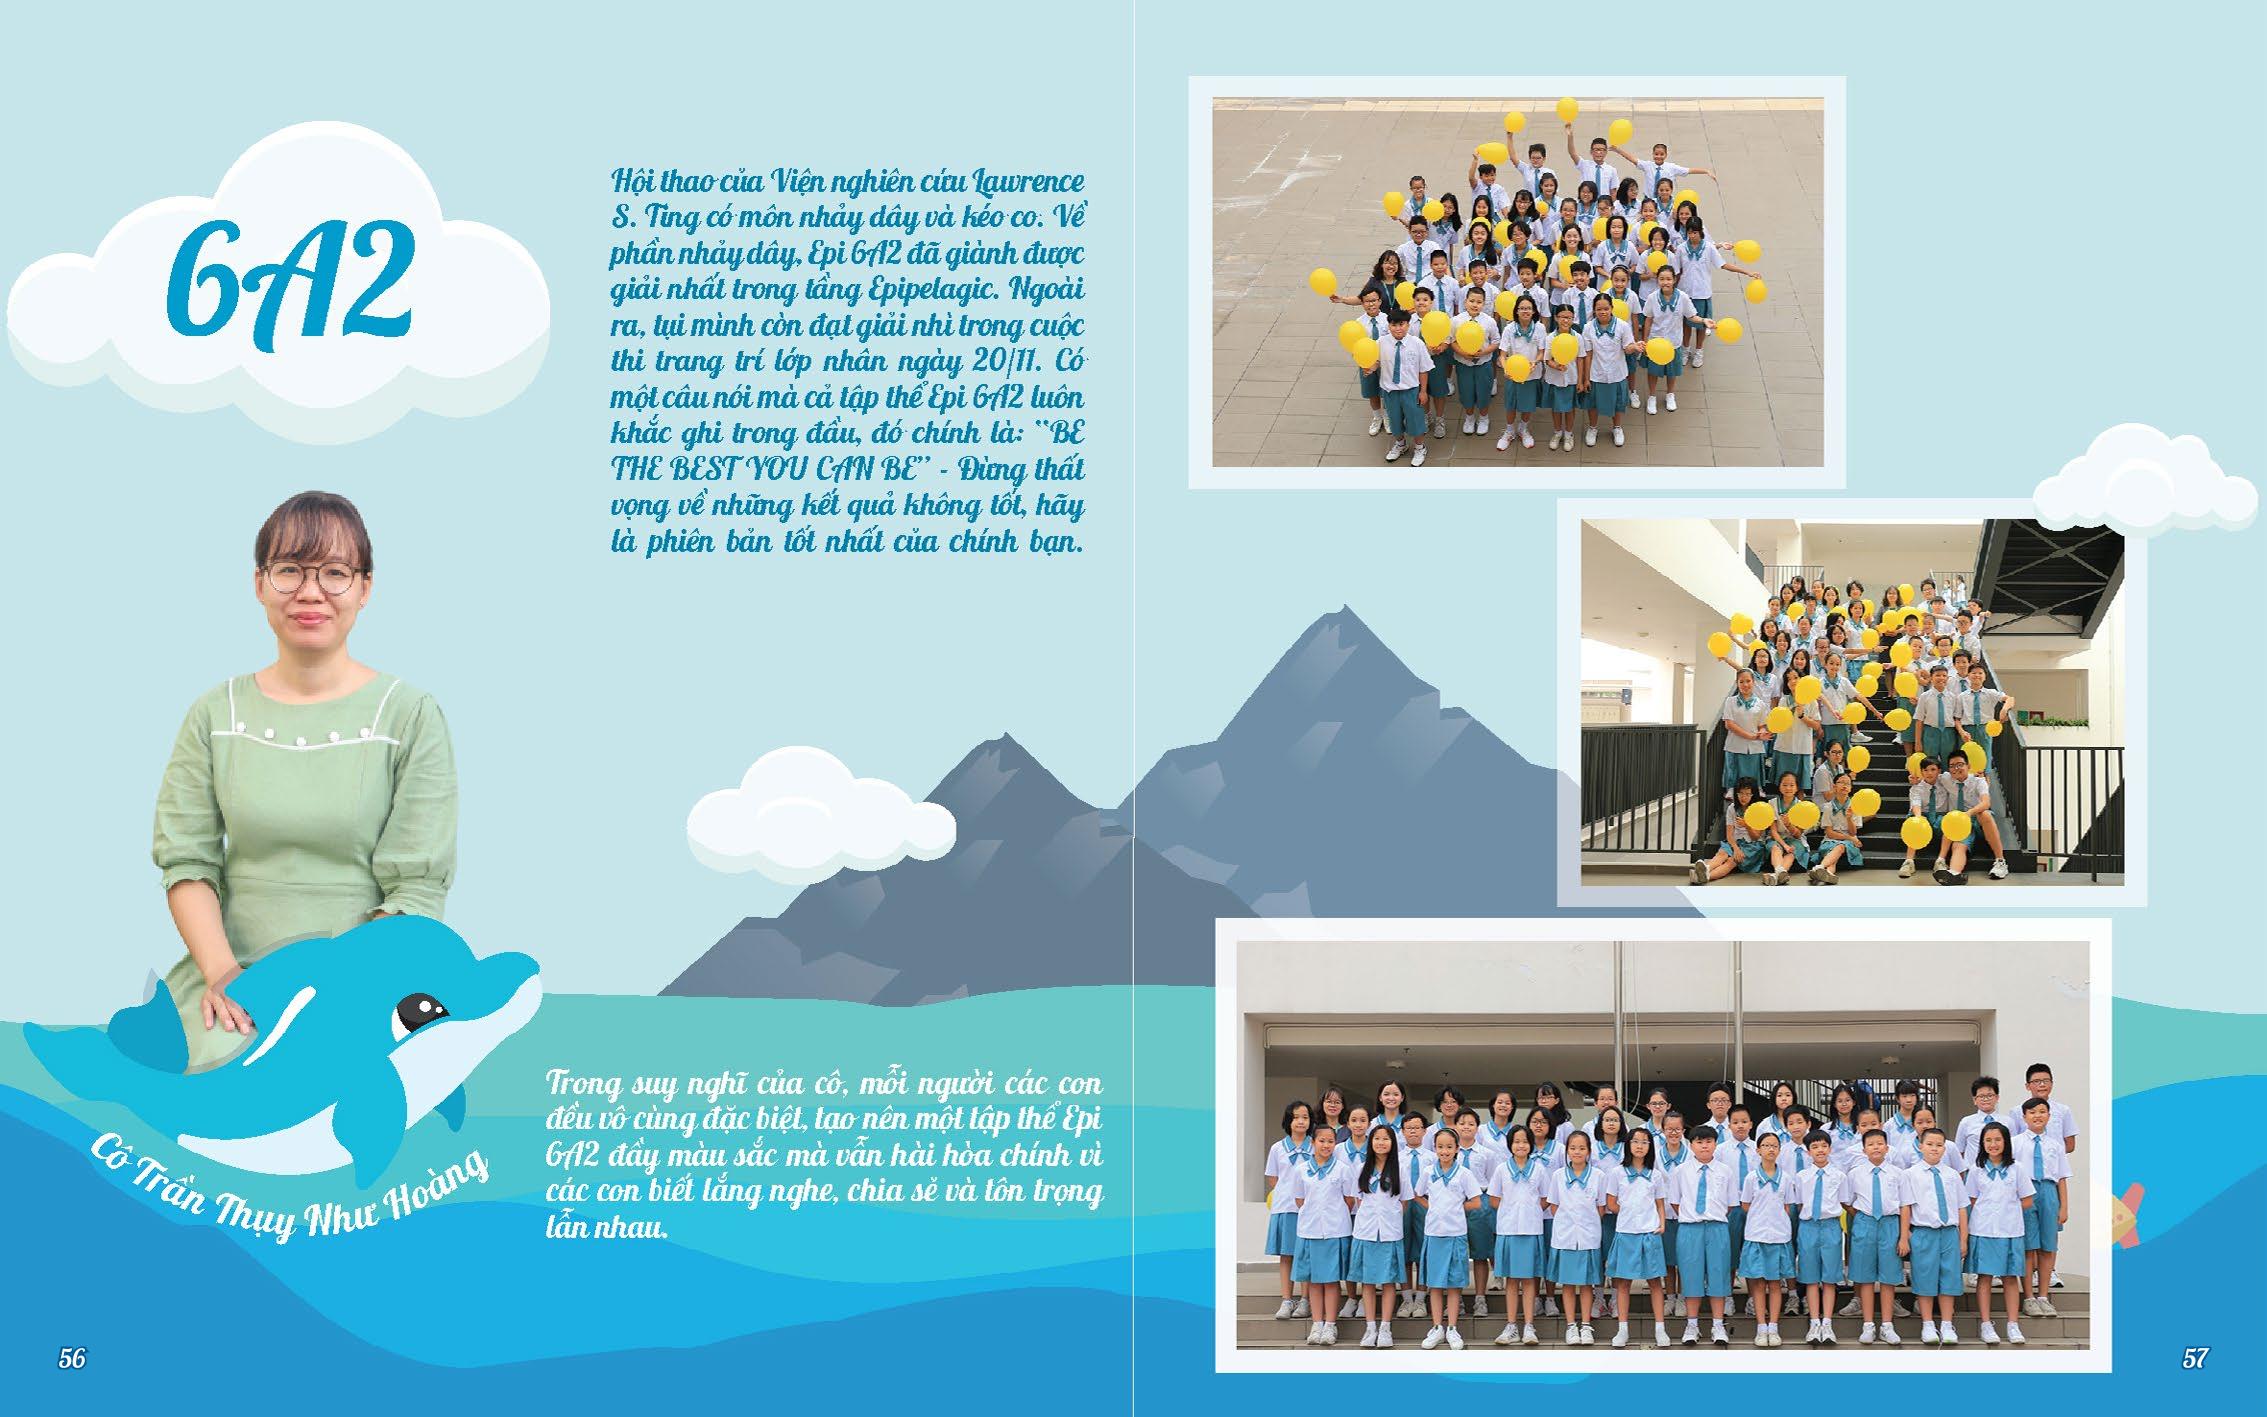 6A2
Hội thao của Viện nghiên cứu Lawrence
S. Ting có môn nhảy dây và kéo co. Về
phần nhảy dây, Epi 6A2 đã giành được
giải nhất trong tầng Epipelagic. Ngoài
ra, tụi mình còn đạt giải nhì trong cuộc
thi trang trí lớp nhân ngày 20/11. Có
một câu nói mà cả tập thể Epi 6A2 luôn
khắc ghi trong đầu, đó chính là: “BE
THE BEST YOU CAN BE” - Đừng thất
vọng về những kết quả không tốt, hãy
là phiên bản tốt nhất của chính bạn.
Cô Trần Thụy Như Hoàng
Trong suy nghĩ của cô, mỗi người các con
đều vô cùng đặc biệt, tạo nên một tập thể Epi
6A2 đầy màu sắc mà vẫn hài hòa chính vì
các con biết lắng nghe, chia sẻ và tôn trọng
lẫn nhau.
56
57